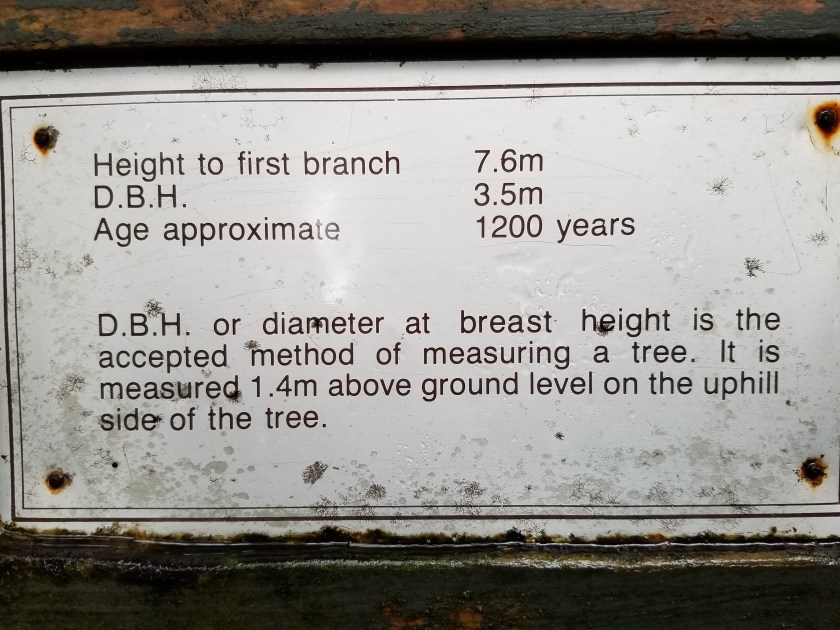 Height to first branch 7.6m
D.B.H. 3.5m
Age approximate 1200 years
D.B.H. or diameter at breast height is the
accepted method of measuring a tree. It is
measured 1.4m above ground level on the uphill
side of the tree.